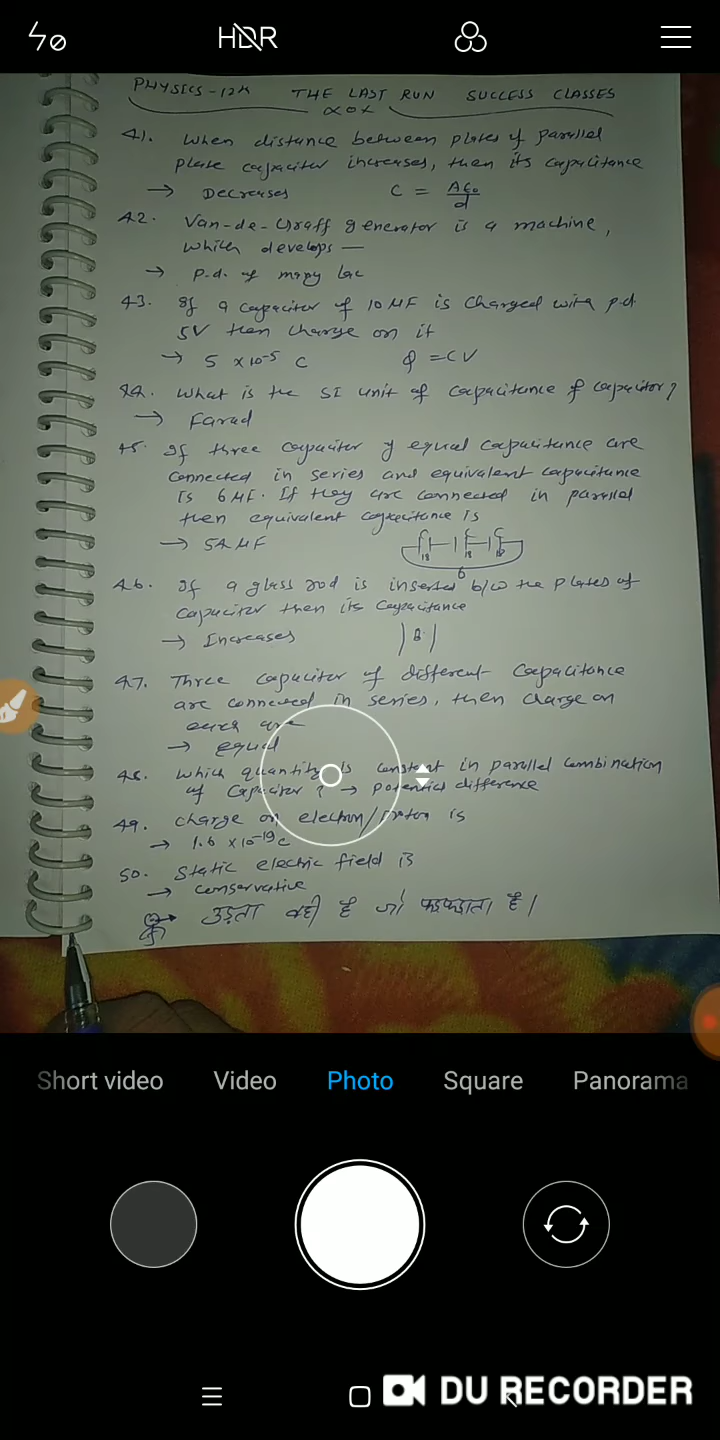 HDR
PHYSICS-12th THE LAST RUN SUCCESS CLASSES
41. When distance between plates of parallel
plate capacitor increases, then its capacitance
→ Decreases C = Aε₀/d
42. Van-de-Graff generator is a machine,
which develops —
→ p.d. of many lac
43. If a capacitor of 10 MF is charged with p.d
5V then charge on it
→ 5 × 10⁻⁵ C Q = CV
44. What is the SI unit of capacitance of capacitor?
→ Farad
45. If three capacitor of equal capacitance are
connected in series and equivalent capacitance
is 6 MF. If they are connected in parallel
then equivalent capacitance is
→ 54 MF
18 18 18
6
46. If a glass rod is inserted b/w the plates of
capacitor then its capacitance
→ Increases
47. Three capacitor of different capacitance
are connected in series, then charge on
each are
→ equal
48. Which quantity is constant in parallel combination
of capacitor? → potential difference
49. charge on electron/proton is
→ 1.6 × 10⁻¹⁹ C
50. Static electric field is
→ conservative
उड़ता वही है जो फड़फड़ाता है।
Short video Video Photo Square Panorama
DU RECORDER